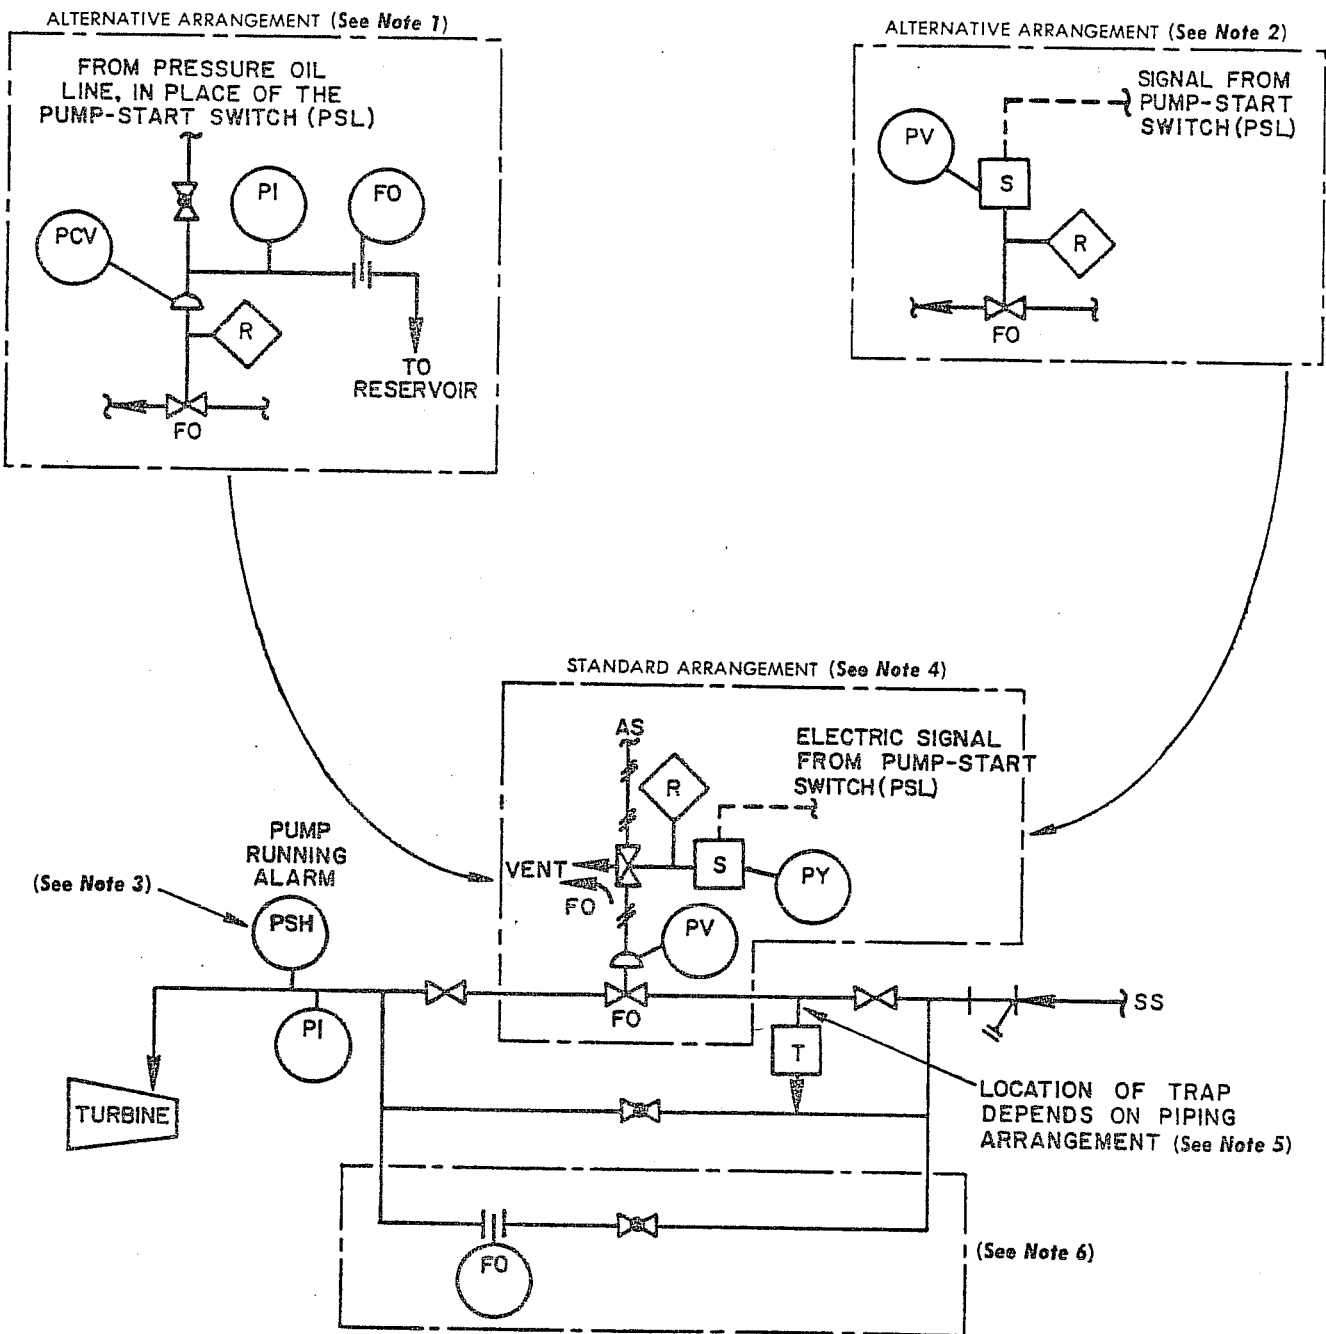 ALTERNATIVE ARRANGEMENT (See Note 1)
FROM PRESSURE OIL
LINE, IN PLACE OF THE
PUMP-START SWITCH (PSL)
PI
FO
PCV
R
TO
RESERVOIR
FO
ALTERNATIVE ARRANGEMENT (See Note 2)
SIGNAL FROM
PUMP-START
SWITCH (PSL)
PV
S
R
FO
STANDARD ARRANGEMENT (See Note 4)
AS
ELECTRIC SIGNAL
FROM PUMP-START
SWITCH (PSL)
R
VENT
S
PY
FO
PV
FO
PUMP
RUNNING
ALARM
(See Note 3)
PSH
PI
SS
T
TURBINE
LOCATION OF TRAP
DEPENDS ON PIPING
ARRANGEMENT (See Note 5)
FO
(See Note 6)